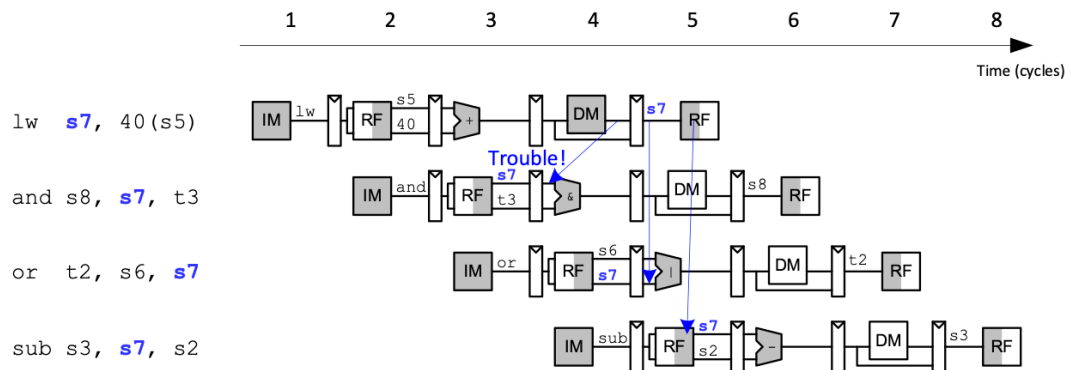 1 2 3 4 5 6 7 8
Time (cycles)
lw s7, 40(s5)
IM lw RF s5 40 + DM s7 RF
Trouble!
and s8, s7, t3
IM and RF s7 t3 & DM s8 RF
or t2, s6, s7
IM or RF s6 s7 | DM t2 RF
sub s3, s7, s2
IM sub RF s7 s2 - DM s3 RF